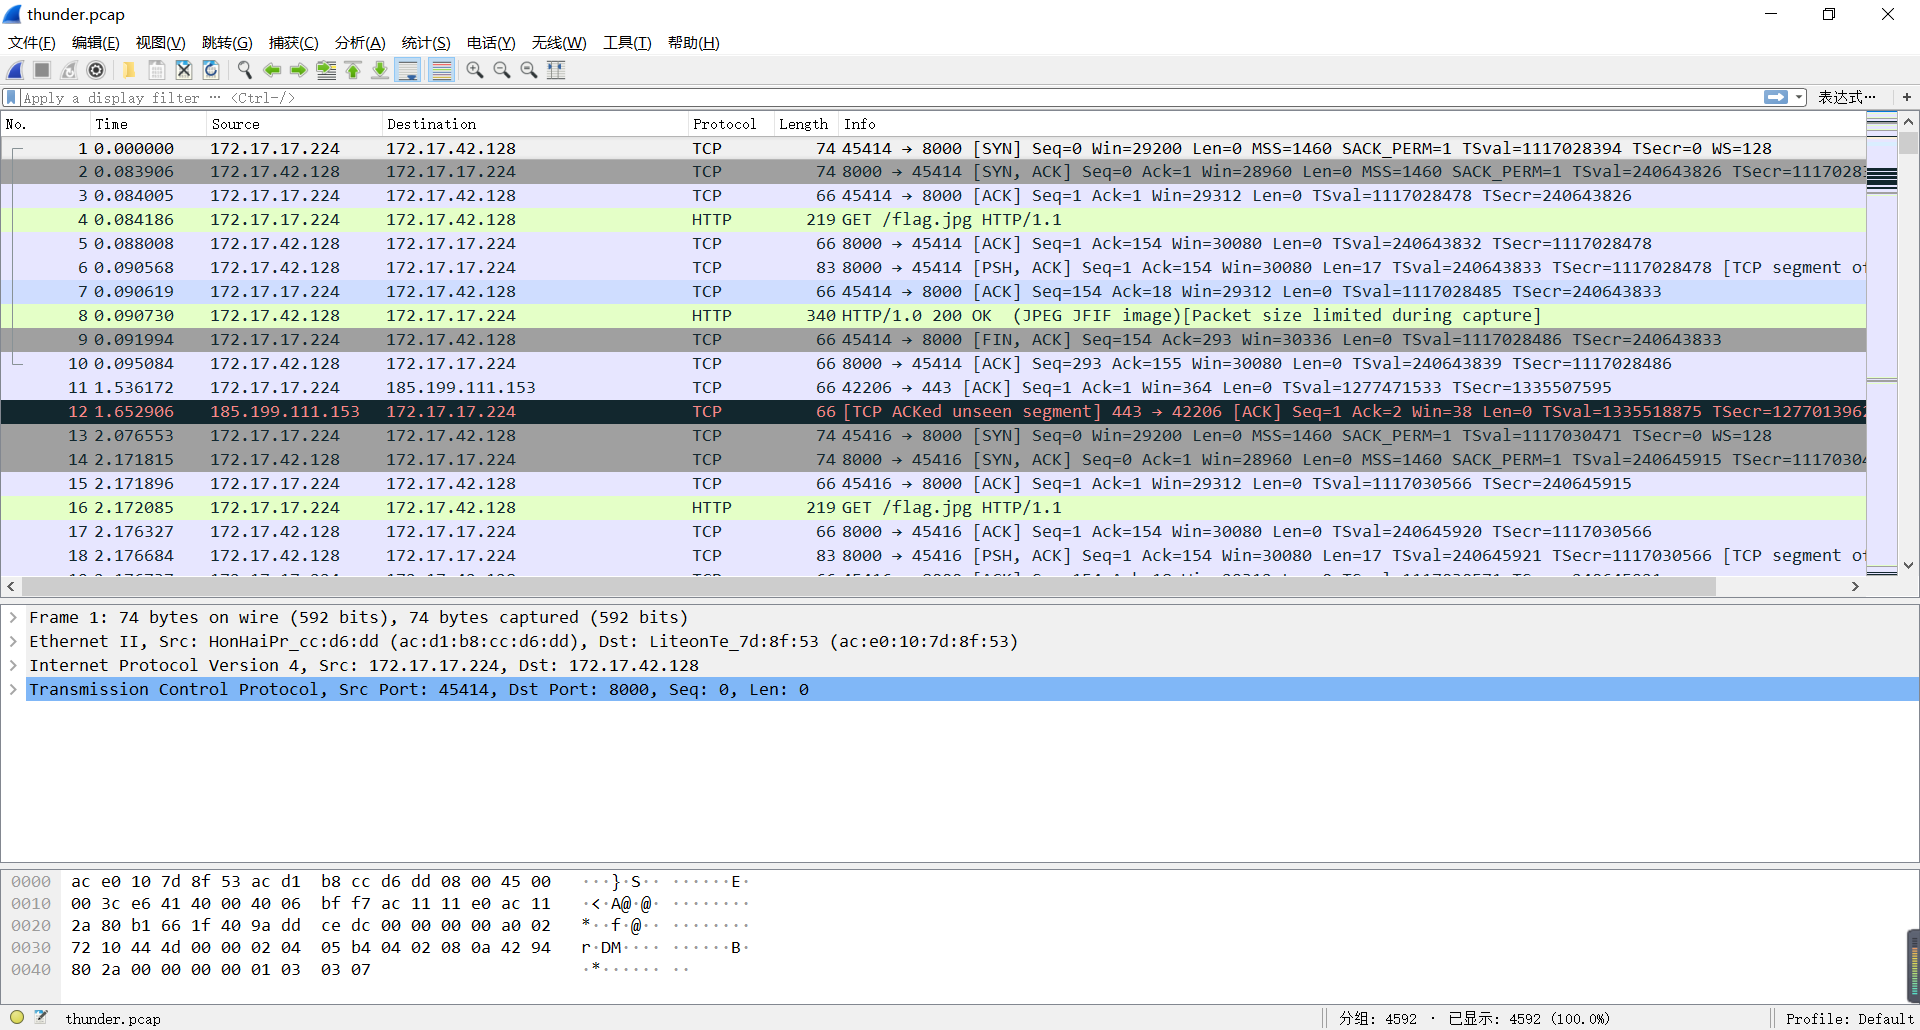 thunder.pcap
文件(F) 编辑(E) 视图(V) 跳转(G) 捕获(C) 分析(A) 统计(S) 电话(Y) 无线(W) 工具(T) 帮助(H)
Apply a display filter … <Ctrl-/> 表达式… +
No. Time Source Destination Protocol Length Info
1 0.000000 172.17.17.224 172.17.42.128 TCP 74 45414 → 8000 [SYN] Seq=0 Win=29200 Len=0 MSS=1460 SACK_PERM=1 TSval=1117028394 TSecr=0 WS=128
2 0.083906 172.17.42.128 172.17.17.224 TCP 74 8000 → 45414 [SYN, ACK] Seq=0 Ack=1 Win=28960 Len=0 MSS=1460 SACK_PERM=1 TSval=240643826 TSecr=11170283
3 0.084005 172.17.17.224 172.17.42.128 TCP 66 45414 → 8000 [ACK] Seq=1 Ack=1 Win=29312 Len=0 TSval=1117028478 TSecr=240643826
4 0.084186 172.17.17.224 172.17.42.128 HTTP 219 GET /flag.jpg HTTP/1.1
5 0.088008 172.17.42.128 172.17.17.224 TCP 66 8000 → 45414 [ACK] Seq=1 Ack=154 Win=30080 Len=0 TSval=240643832 TSecr=1117028478
6 0.090568 172.17.42.128 172.17.17.224 TCP 83 8000 → 45414 [PSH, ACK] Seq=1 Ack=154 Win=30080 Len=17 TSval=240643833 TSecr=1117028478 [TCP segment of
7 0.090619 172.17.17.224 172.17.42.128 TCP 66 45414 → 8000 [ACK] Seq=154 Ack=18 Win=29312 Len=0 TSval=1117028485 TSecr=240643833
8 0.090730 172.17.42.128 172.17.17.224 HTTP 340 HTTP/1.0 200 OK (JPEG JFIF image)[Packet size limited during capture]
9 0.091994 172.17.17.224 172.17.42.128 TCP 66 45414 → 8000 [FIN, ACK] Seq=154 Ack=293 Win=30336 Len=0 TSval=1117028486 TSecr=240643833
10 0.095084 172.17.42.128 172.17.17.224 TCP 66 8000 → 45414 [ACK] Seq=293 Ack=155 Win=30080 Len=0 TSval=240643839 TSecr=1117028486
11 1.536172 172.17.17.224 185.199.111.153 TCP 66 42206 → 443 [ACK] Seq=1 Ack=1 Win=364 Len=0 TSval=1277471533 TSecr=1335507595
12 1.652906 185.199.111.153 172.17.17.224 TCP 66 [TCP ACKed unseen segment] 443 → 42206 [ACK] Seq=1 Ack=2 Win=38 Len=0 TSval=1335518875 TSecr=1277013962
13 2.076553 172.17.17.224 172.17.42.128 TCP 74 45416 → 8000 [SYN] Seq=0 Win=29200 Len=0 MSS=1460 SACK_PERM=1 TSval=1117030471 TSecr=0 WS=128
14 2.171815 172.17.42.128 172.17.17.224 TCP 74 8000 → 45416 [SYN, ACK] Seq=0 Ack=1 Win=28960 Len=0 MSS=1460 SACK_PERM=1 TSval=240645915 TSecr=11170304
15 2.171896 172.17.17.224 172.17.42.128 TCP 66 45416 → 8000 [ACK] Seq=1 Ack=1 Win=29312 Len=0 TSval=1117030566 TSecr=240645915
16 2.172085 172.17.17.224 172.17.42.128 HTTP 219 GET /flag.jpg HTTP/1.1
17 2.176327 172.17.42.128 172.17.17.224 TCP 66 8000 → 45416 [ACK] Seq=1 Ack=154 Win=30080 Len=0 TSval=240645920 TSecr=1117030566
18 2.176684 172.17.42.128 172.17.17.224 TCP 83 8000 → 45416 [PSH, ACK] Seq=1 Ack=154 Win=30080 Len=17 TSval=240645921 TSecr=1117030566 [TCP segment of
Frame 1: 74 bytes on wire (592 bits), 74 bytes captured (592 bits)
Ethernet II, Src: HonHaiPr_cc:d6:dd (ac:d1:b8:cc:d6:dd), Dst: LiteonTe_7d:8f:53 (ac:e0:10:7d:8f:53)
Internet Protocol Version 4, Src: 172.17.17.224, Dst: 172.17.42.128
Transmission Control Protocol, Src Port: 45414, Dst Port: 8000, Seq: 0, Len: 0
0000 ac e0 10 7d 8f 53 ac d1 b8 cc d6 dd 08 00 45 00 ···}·S·· ······E·
0010 00 3c e6 41 40 00 40 06 bf f7 ac 11 11 e0 ac 11 ·<·A@·@· ········
0020 2a 80 b1 66 1f 40 9a dd ce dc 00 00 00 00 a0 02 *··f·@·· ········
0030 72 10 44 4d 00 00 02 04 05 b4 04 02 08 0a 42 94 r·DM···· ······B·
0040 80 2a 00 00 00 00 01 03 03 07 ·*······ ··
thunder.pcap 分组: 4592 · 已显示: 4592 (100.0%) Profile: Default